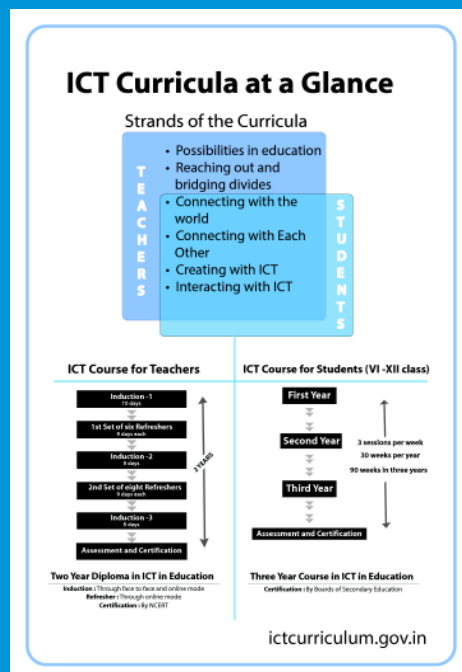 ICT Curricula at a Glance
Strands of the Curricula
TEACHERS
• Possibilities in education
• Reaching out and
bridging divides
• Connecting with the
world
• Connecting with Each
Other
• Creating with ICT
• Interacting with ICT
STUDENTS
ICT Course for Teachers
Induction -1
10 days
1st Set of six Refreshers
9 days each
Induction -2
8 days
2nd Set of eight Refreshers
9 days each
Induction -3
5 days
Assessment and Certification
2 YEARS
Two Year Diploma in ICT in Education
Induction : Through face to face and online mode
Refresher : Through online mode
Certification : By NCERT
ICT Course for Students (VI -XII class)
First Year
Second Year
Third Year
Assessment and Certification
3 sessions per week
30 weeks per year
90 weeks in three years
Three Year Course in ICT in Education
Certification : By Boards of Secondary Education
ictcurriculum.gov.in